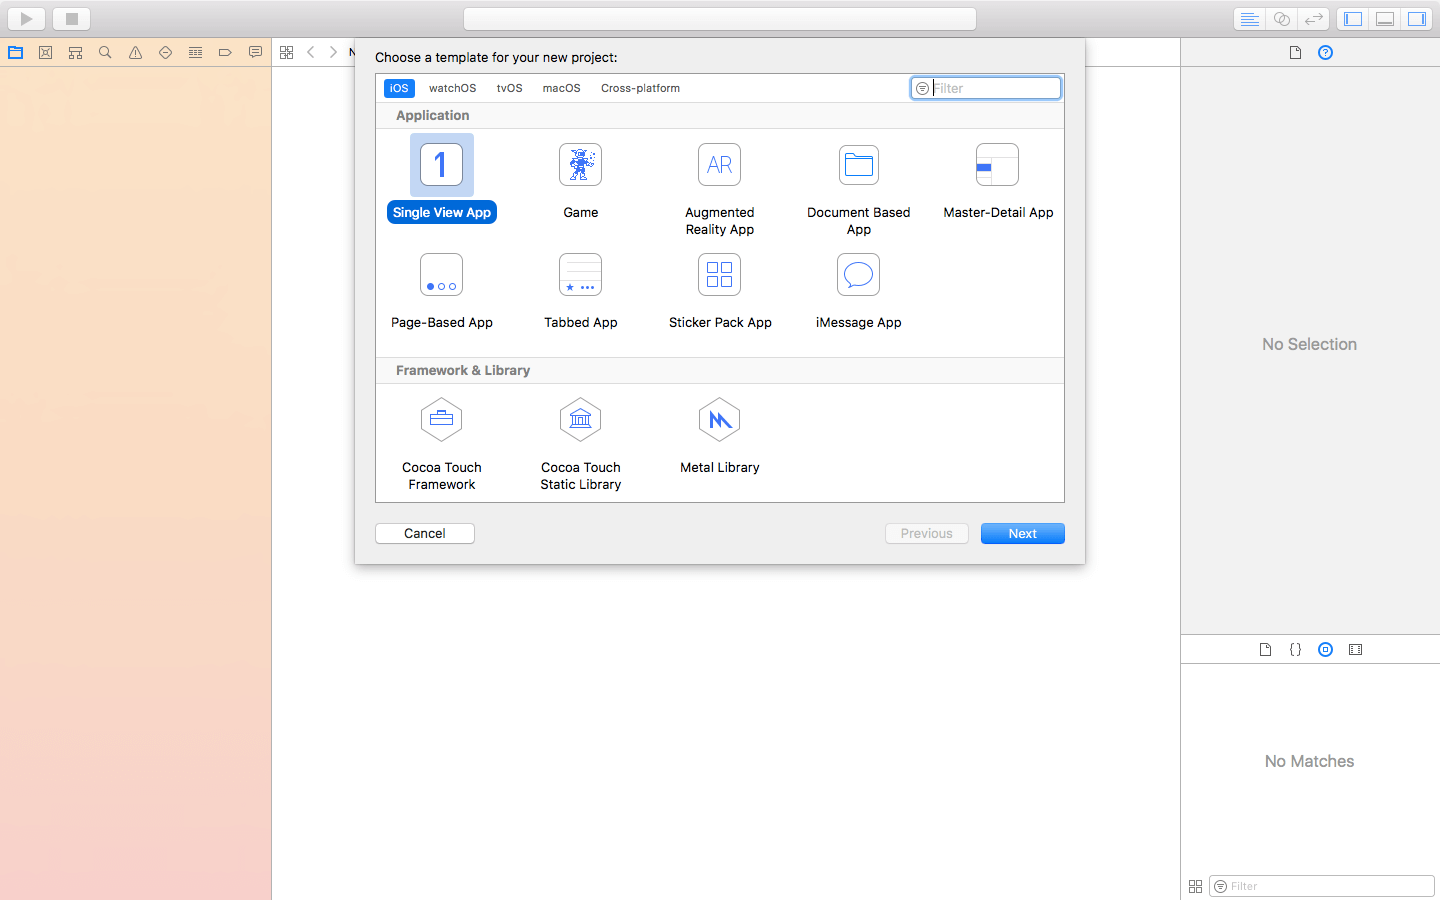 N
Choose a template for your new project:
iOS watchOS tvOS macOS Cross-platform
Filter
Application
1
AR
Single View App
Game
Augmented
Reality App
Document Based
App
Master-Detail App
Page-Based App
Tabbed App
Sticker Pack App
iMessage App
Framework & Library
Cocoa Touch
Framework
Cocoa Touch
Static Library
Metal Library
Cancel
Previous
Next
No Selection
{}
No Matches
Filter